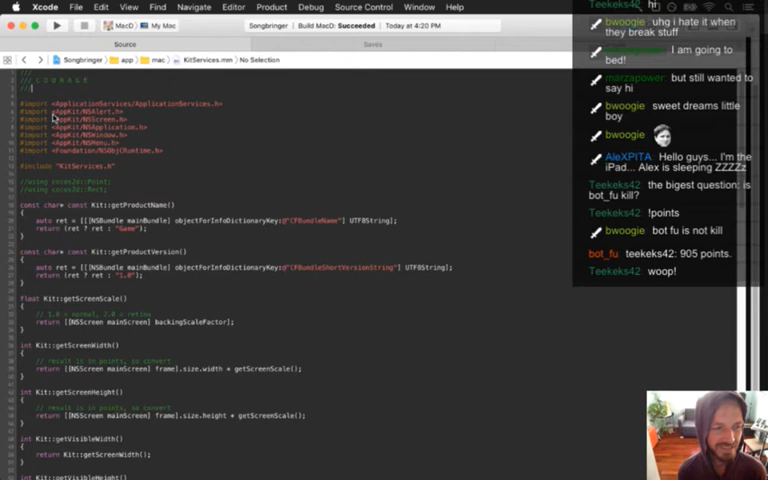 Xcode File Edit View Find Navigate Editor Product Debug Source Control Window Help
MacD My Mac
Songbringer Build MacD: Succeeded Today at 4:20 PM
Source Saves
Songbringer app mac KitServices.mm No Selection
///
/// C O U R A G E
///
#import <ApplicationServices/ApplicationServices.h>
#import <AppKit/NSAlert.h>
#import <AppKit/NSScreen.h>
#import <AppKit/NSApplication.h>
#import <AppKit/NSWindow.h>
#import <AppKit/NSMenu.h>
#import <Foundation/NSObjCRuntime.h>
#include "KitServices.h"
//using cocos2d::Point;
//using cocos2d::Rect;
const char* const Kit::getProductName()
{
auto ret = [[[NSBundle mainBundle] objectForInfoDictionaryKey:@"CFBundleName"] UTF8String];
return (ret ? ret : "Game");
}
const char* const Kit::getProductVersion()
{
auto ret = [[[NSBundle mainBundle] objectForInfoDictionaryKey:@"CFBundleShortVersionString"] UTF8String];
return (ret ? ret : "1.0");
}
float Kit::getScreenScale()
{
// 1.0 = normal, 2.0 = retina
return [[NSScreen mainScreen] backingScaleFactor];
}
int Kit::getScreenWidth()
{
// result is in points, so convert
return [[NSScreen mainScreen] frame].size.width * getScreenScale();
}
int Kit::getScreenHeight()
{
// result is in points, so convert
return [[NSScreen mainScreen] frame].size.height * getScreenScale();
}
int Kit::getVisibleWidth()
{
return Kit::getScreenWidth();
}
int Kit::getVisibleHeight()
Teekeks42 hi
bwoogie uhg i hate it when
they break stuff
I am going to
bed!
marzapower but still wanted to
say hi
bwoogie sweet dreams little
boy
bwoogie
AleXPITA Hello guys... I'm the
iPad... Alex is sleeping ZZZZz
Teekeks42 the bigest question: is
bot_fu kill?
Teekeks42 !points
bwoogie bot fu is not kill
bot_fu teekeks42: 905 points.
Teekeks42 woop!